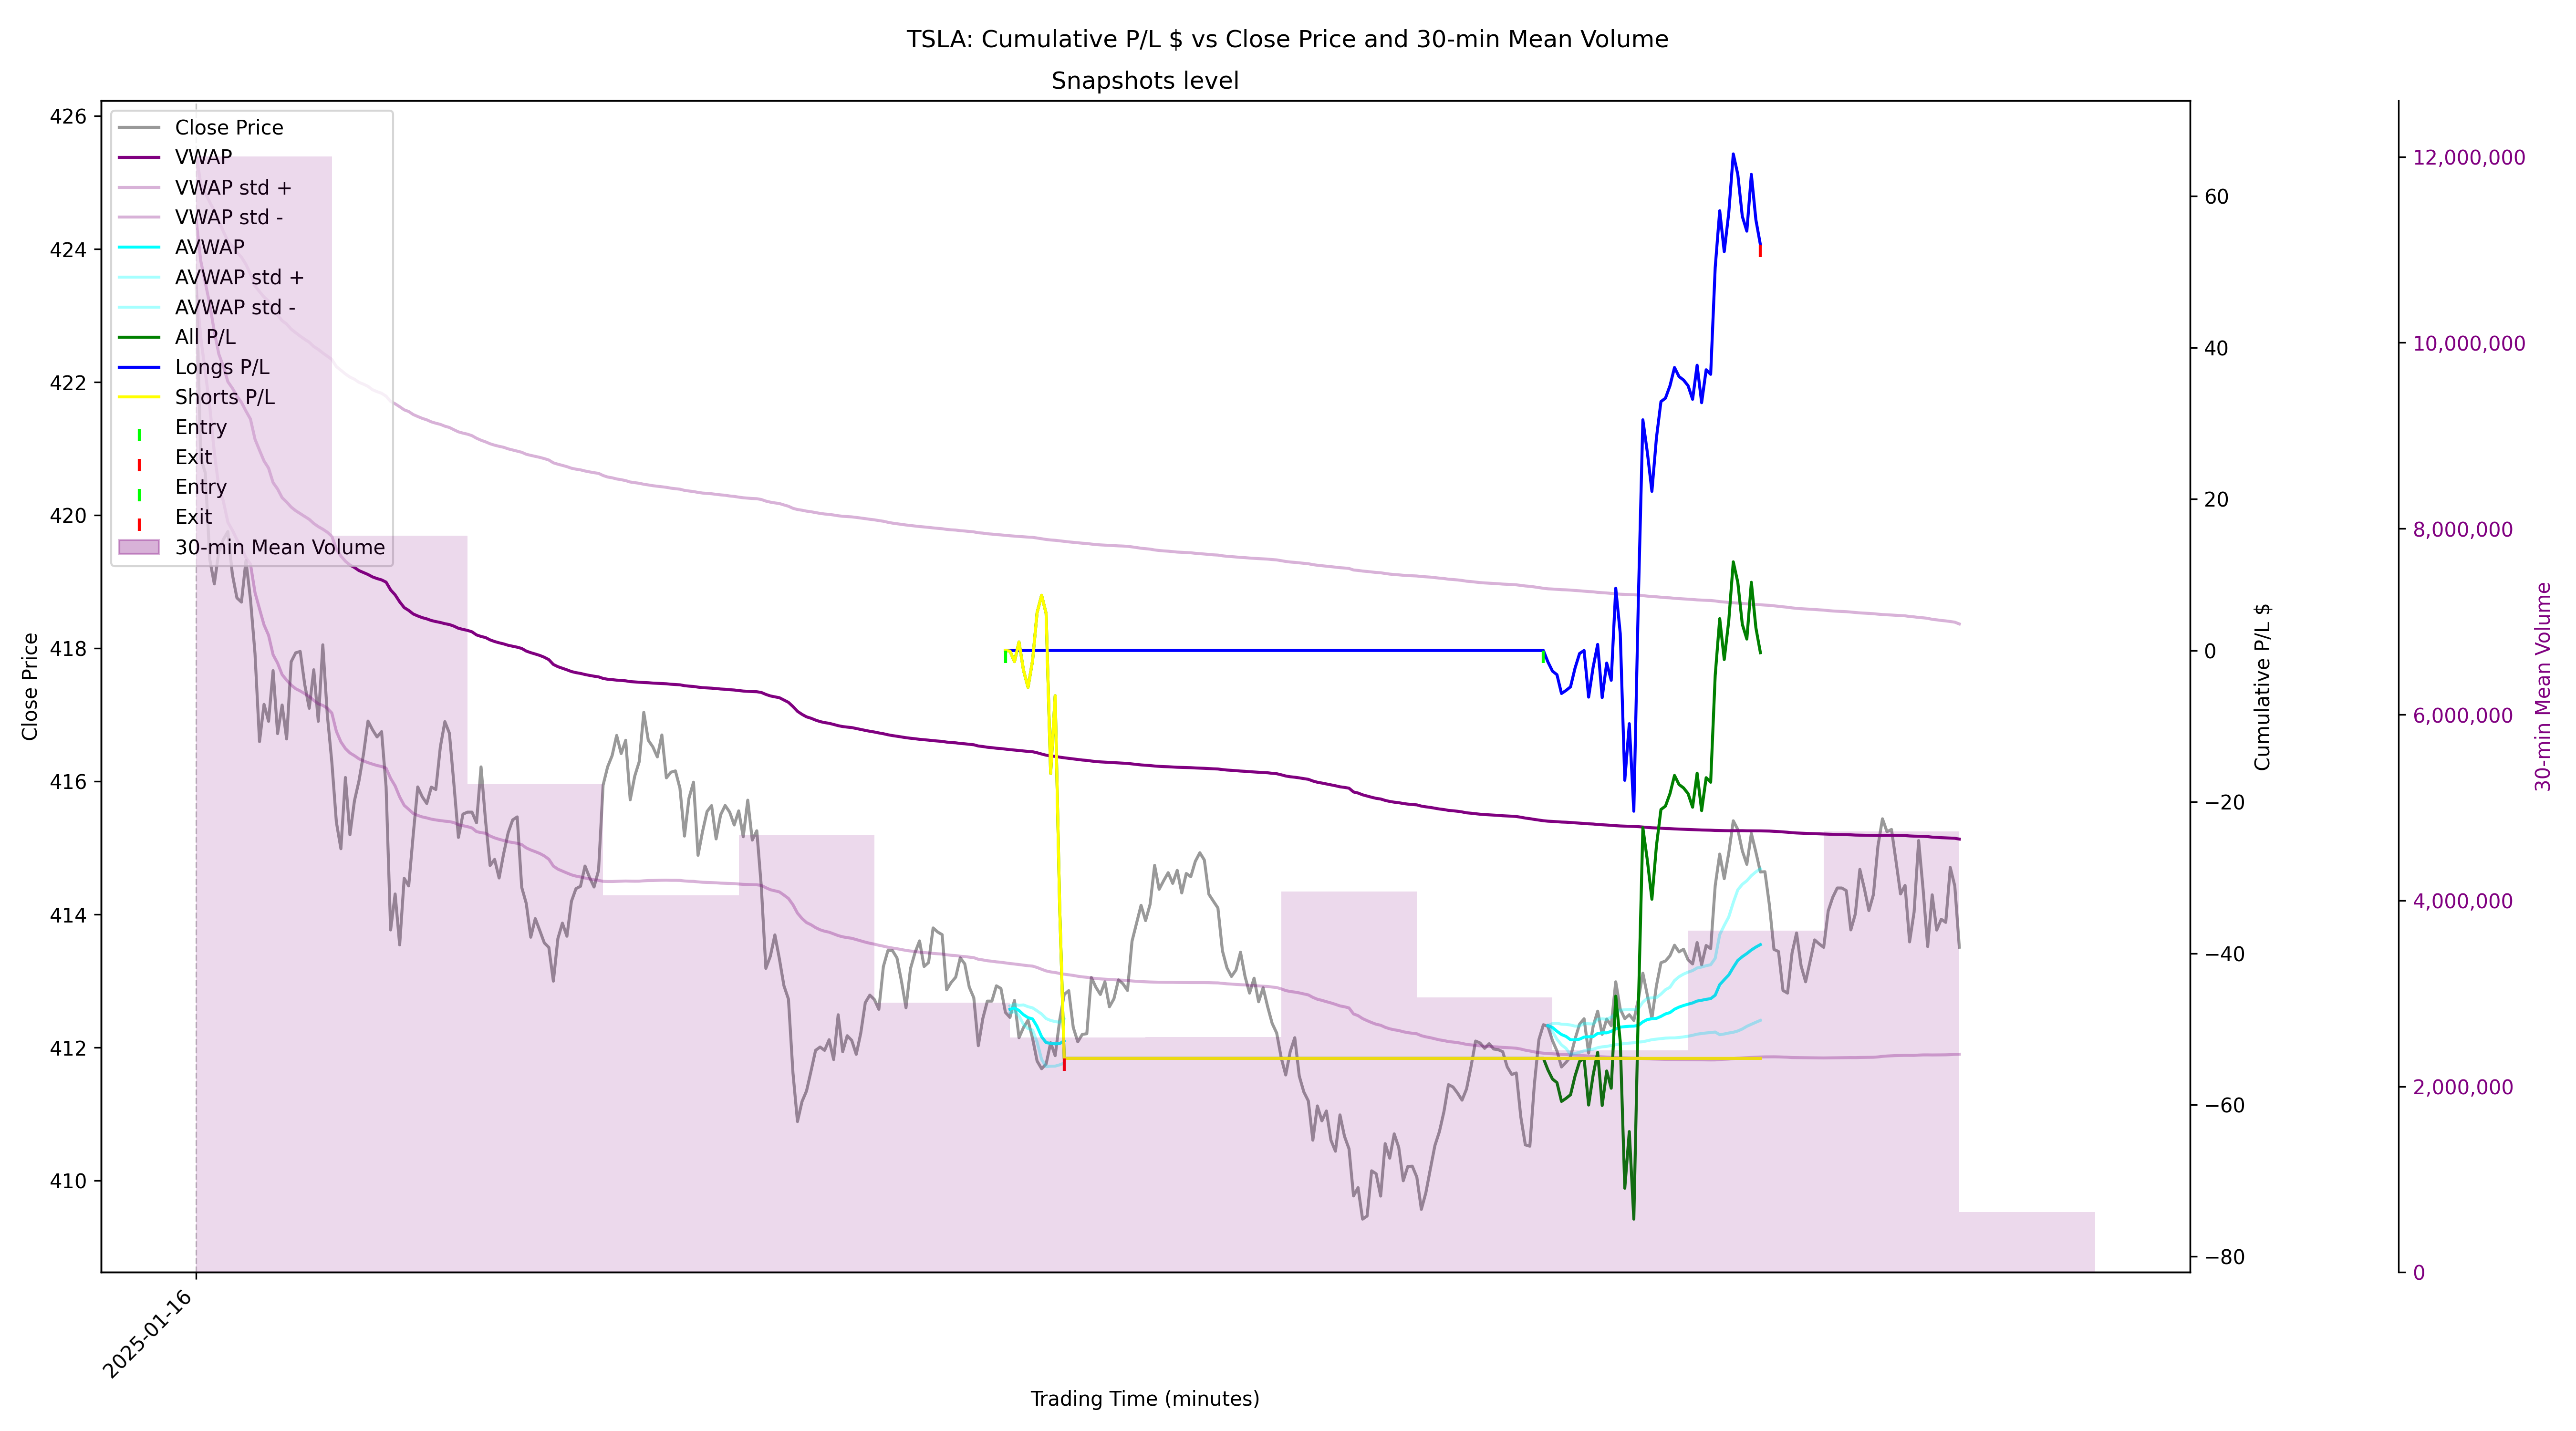 TSLA: Cumulative P/L $ vs Close Price and 30-min Mean Volume
Snapshots level
Close Price
VWAP
VWAP std +
VWAP std -
AVWAP
AVWAP std +
AVWAP std -
All P/L
Longs P/L
Shorts P/L
Entry
Exit
Entry
Exit
30-min Mean Volume
426
424
422
420
418
416
414
412
410
Close Price
60
40
20
0
−20
−40
−60
−80
Cumulative P/L $
12,000,000
10,000,000
8,000,000
6,000,000
4,000,000
2,000,000
0
30-min Mean Volume
2025-01-16
Trading Time (minutes)